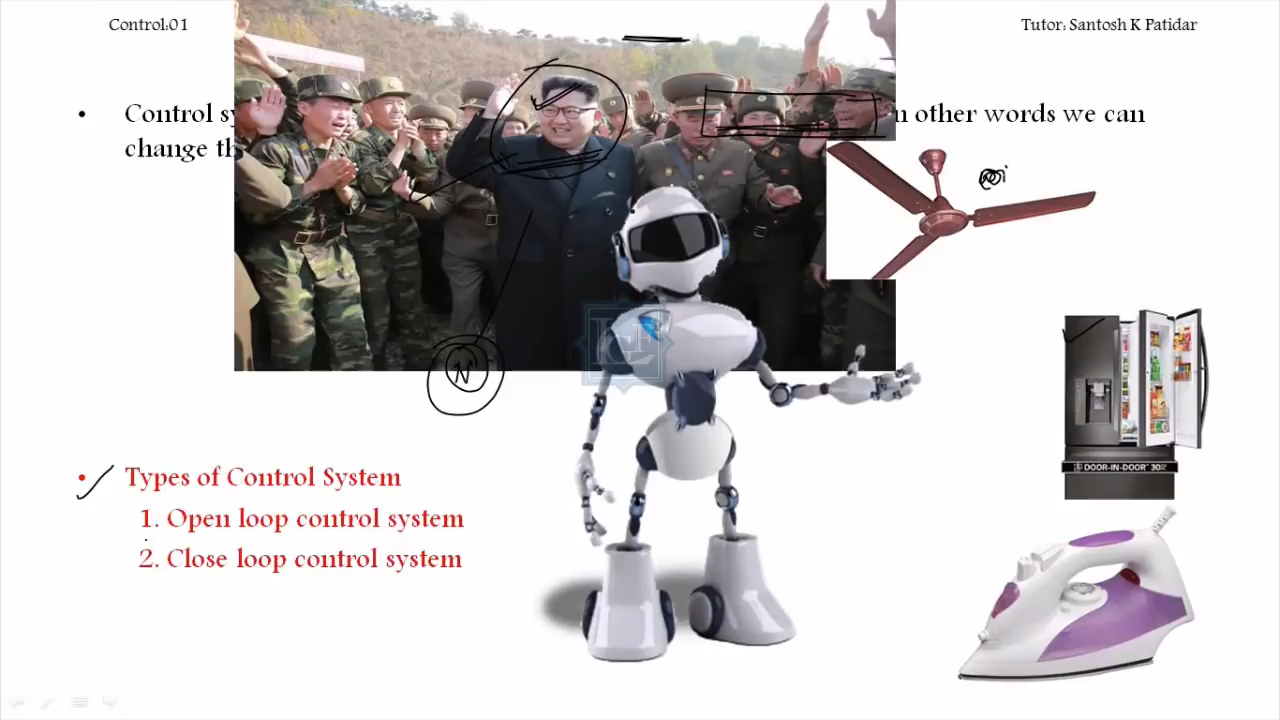 Control:01
Tutor: Santosh K Patidar
• Control sy n other words we can
change th
N
• Types of Control System
1. Open loop control system
2. Close loop control system
DOOR-IN-DOOR